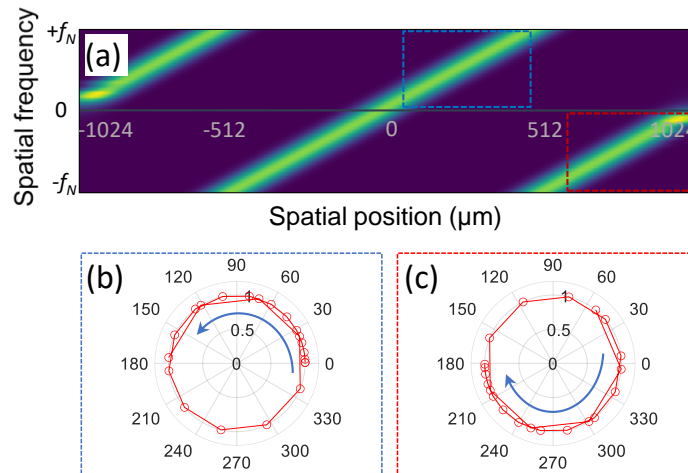 +f_N
(a)
Spatial frequency
0
-1024 -512 0 512 1024
-f_N
Spatial position (µm)
(b)
90
120 60
150 1 30
0.5
180 0 0
210 330
240 300
270
(c)
90
120 60
150 1 30
0.5
180 0 0
210 330
240 300
270